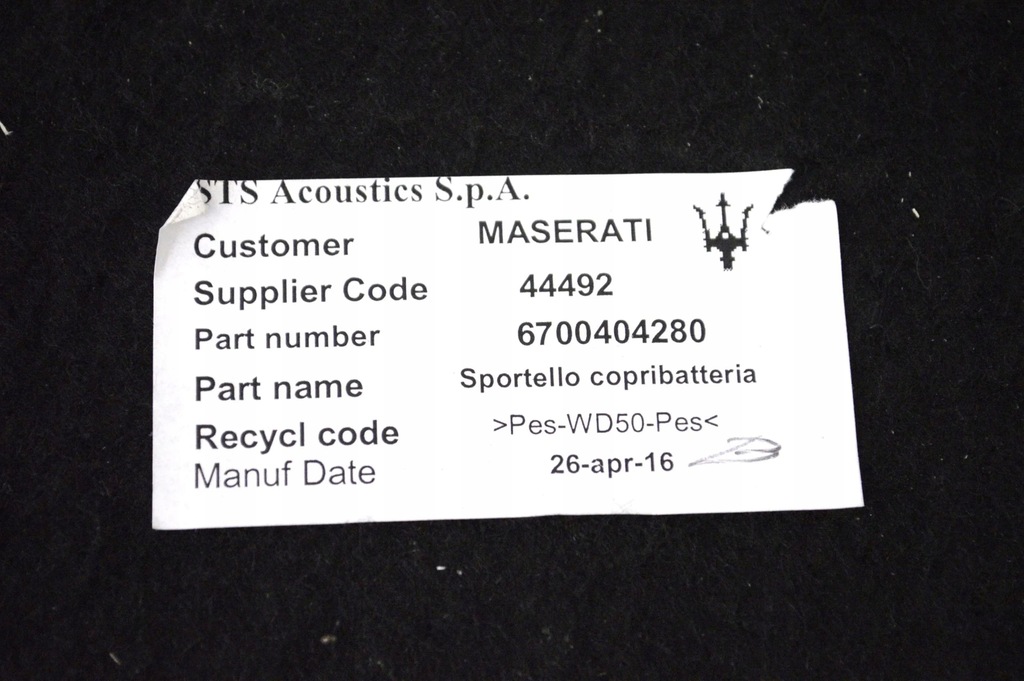 STS Acoustics S.p.A.
Customer MASERATI
Supplier Code 44492
Part number 6700404280
Part name Sportello copribatteria
Recycl code >Pes-WD50-Pes<
Manuf Date 26-apr-16